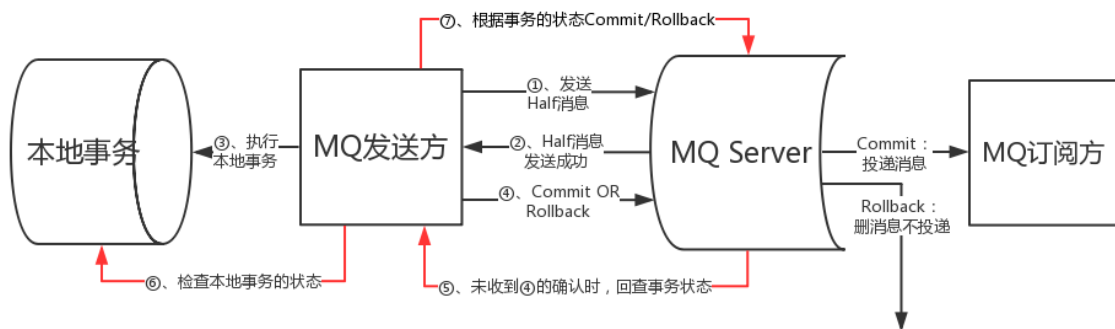 ⑦、根据事务的状态Commit/Rollback
①、发送
Half消息
本地事务
③、执行
本地事务
MQ发送方
②、Half消息
发送成功
MQ Server
Commit：
投递消息
MQ订阅方
④、Commit OR
Rollback
Rollback：
删消息不投递
⑥、检查本地事务的状态
⑤、未收到④的确认时，回查事务状态